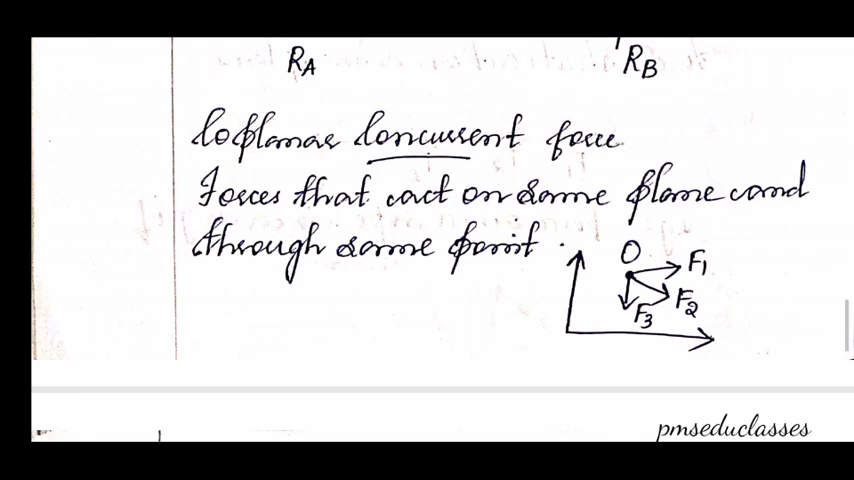 RA RB
Coplanar Concurrent force
Forces that act on same plane and
through same point.
O
F1
F2
F3
pmseduclasses